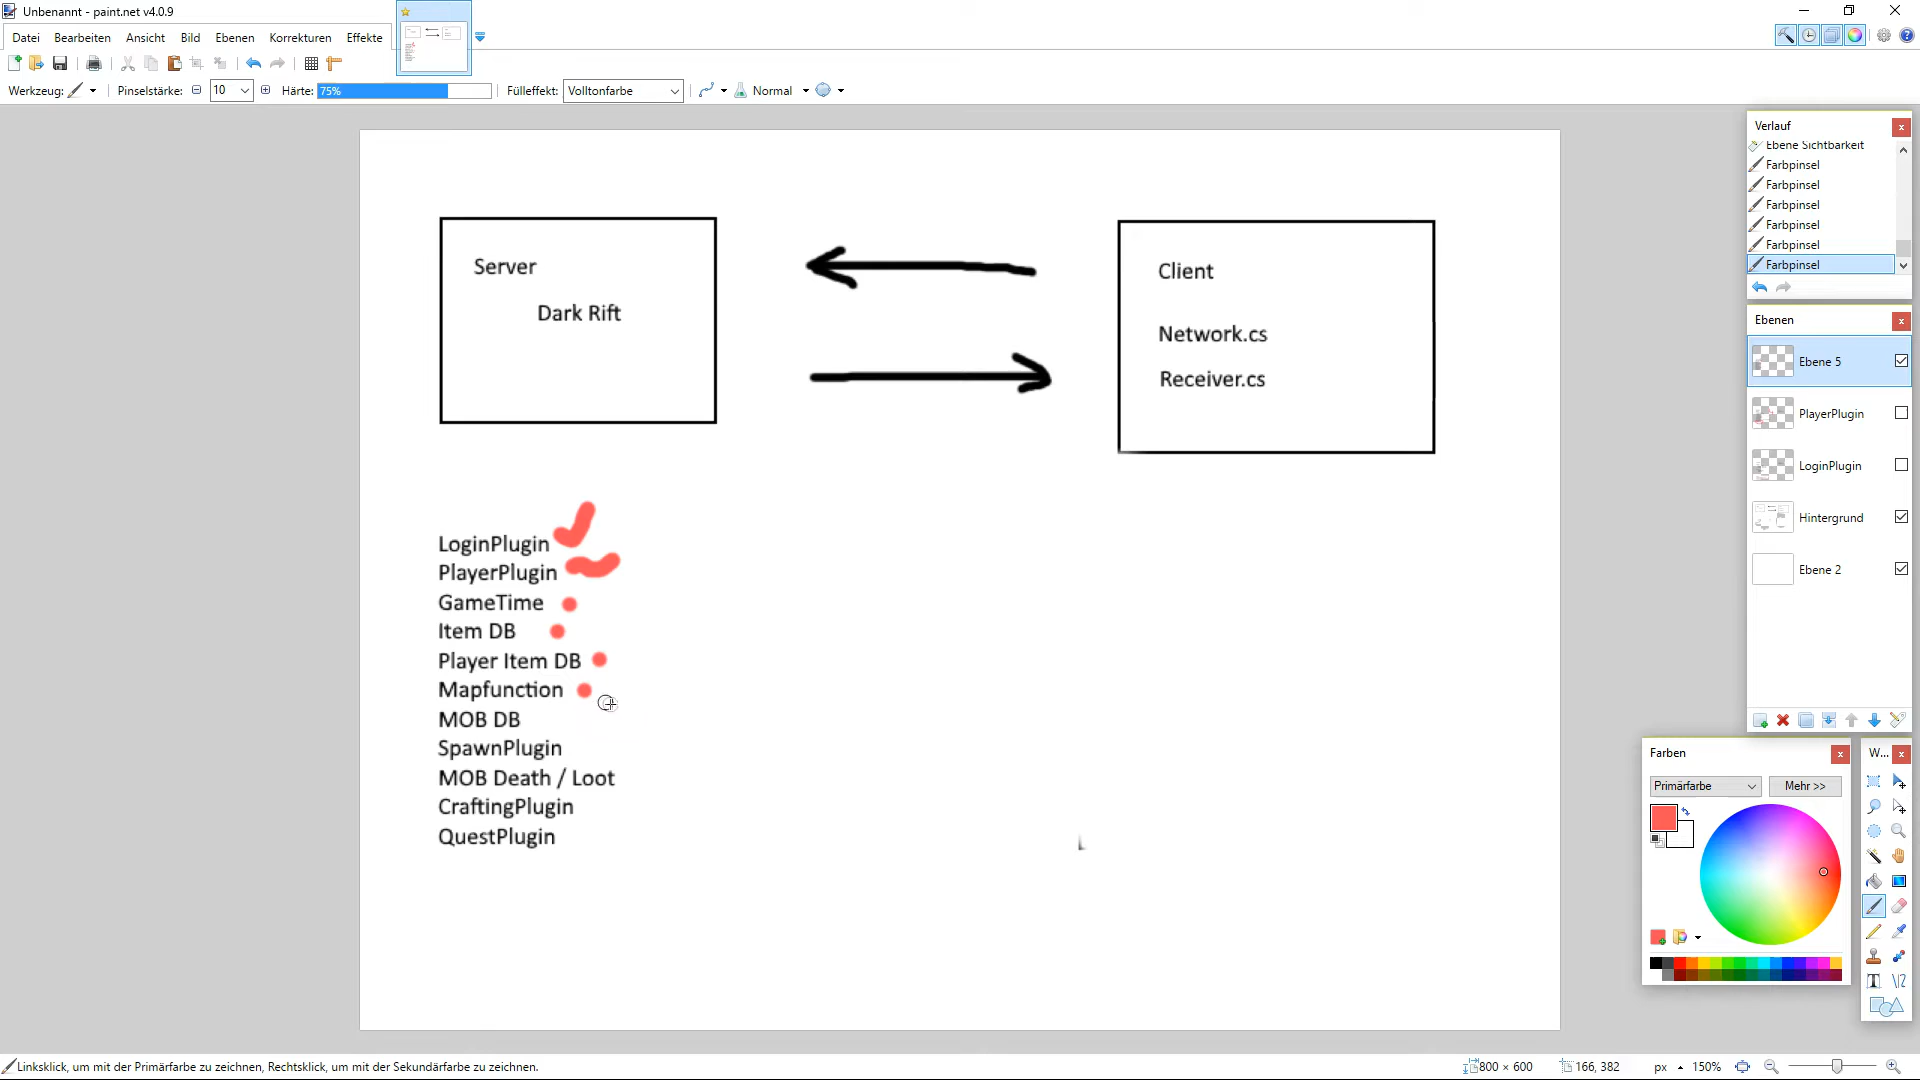 Unbenannt - paint.net v4.0.9
Datei Bearbeiten Ansicht Bild Ebenen Korrekturen Effekte
Werkzeug: Pinselstärke: 10 Härte: 75% Fülleffekt: Volltonfarbe Normal
Server
Dark Rift
Client
Network.cs
Receiver.cs
LoginPlugin
PlayerPlugin
GameTime
Item DB
Player Item DB
Mapfunction
MOB DB
SpawnPlugin
MOB Death / Loot
CraftingPlugin
QuestPlugin
Verlauf
Ebene Sichtbarkeit
Farbpinsel
Farbpinsel
Farbpinsel
Farbpinsel
Farbpinsel
Farbpinsel
Ebenen
Ebene 5
PlayerPlugin
LoginPlugin
Hintergrund
Ebene 2
Farben
Primärfarbe Mehr >>
W...
Linksklick, um mit der Primärfarbe zu zeichnen, Rechtsklick, um mit der Sekundärfarbe zu zeichnen.
800 × 600 166, 382 px 150%